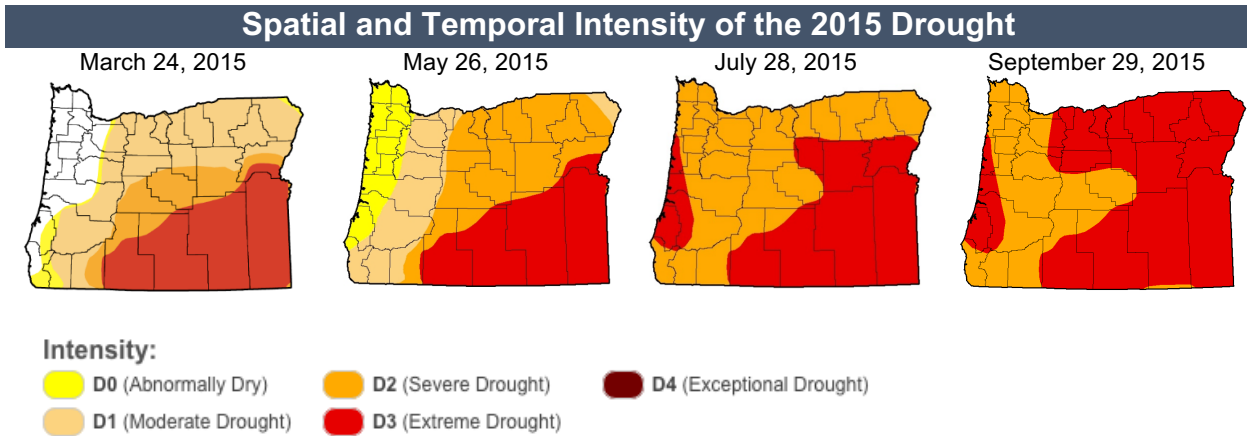 Spatial and Temporal Intensity of the 2015 Drought
March 24, 2015
May 26, 2015
July 28, 2015
September 29, 2015
Intensity:
D0 (Abnormally Dry)
D2 (Severe Drought)
D4 (Exceptional Drought)
D1 (Moderate Drought)
D3 (Extreme Drought)